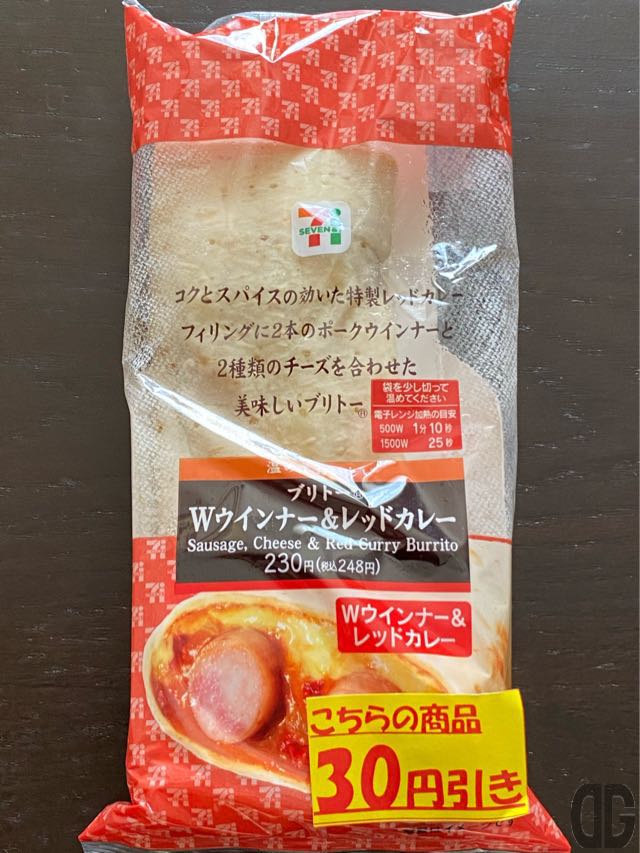 SEVEN&i
コクとスパイスの効いた特製レッドカレー
フィリングに2本のポークウインナーと
2種類のチーズを合わせた
美味しいブリトー®
袋を少し切って
温めてください
電子レンジ加熱の目安
500W 1分10秒
1500W 25秒
ブリトー®
Wウインナー&レッドカレー
Sausage, Cheese & Red Curry Burrito
230円(税込248円)
Wウインナー&
レッドカレー
こちらの商品
30円引き
DG